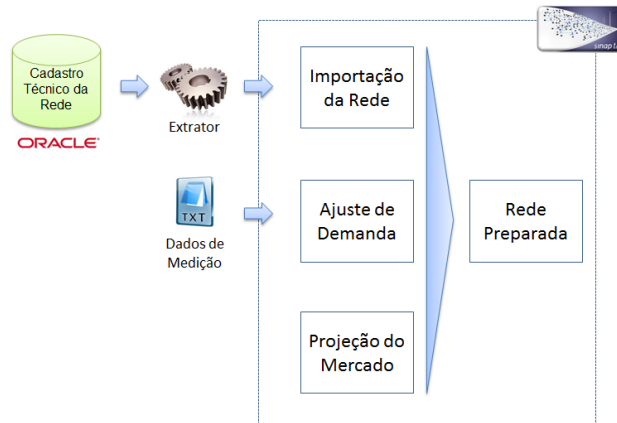 Cadastro
Técnico da
Rede
ORACLE®
Extrator
TXT
Dados de
Medição
Importação
da Rede
Ajuste de
Demanda
Projeção do
Mercado
Rede
Preparada